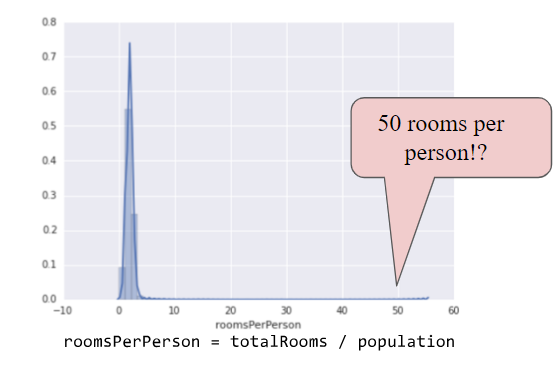 0.8
0.7
0.6
0.5
0.4
0.3
0.2
0.1
0.0
−10 0 10 20 30 40 50 60
roomsPerPerson
50 rooms per
person!?
roomsPerPerson = totalRooms / population